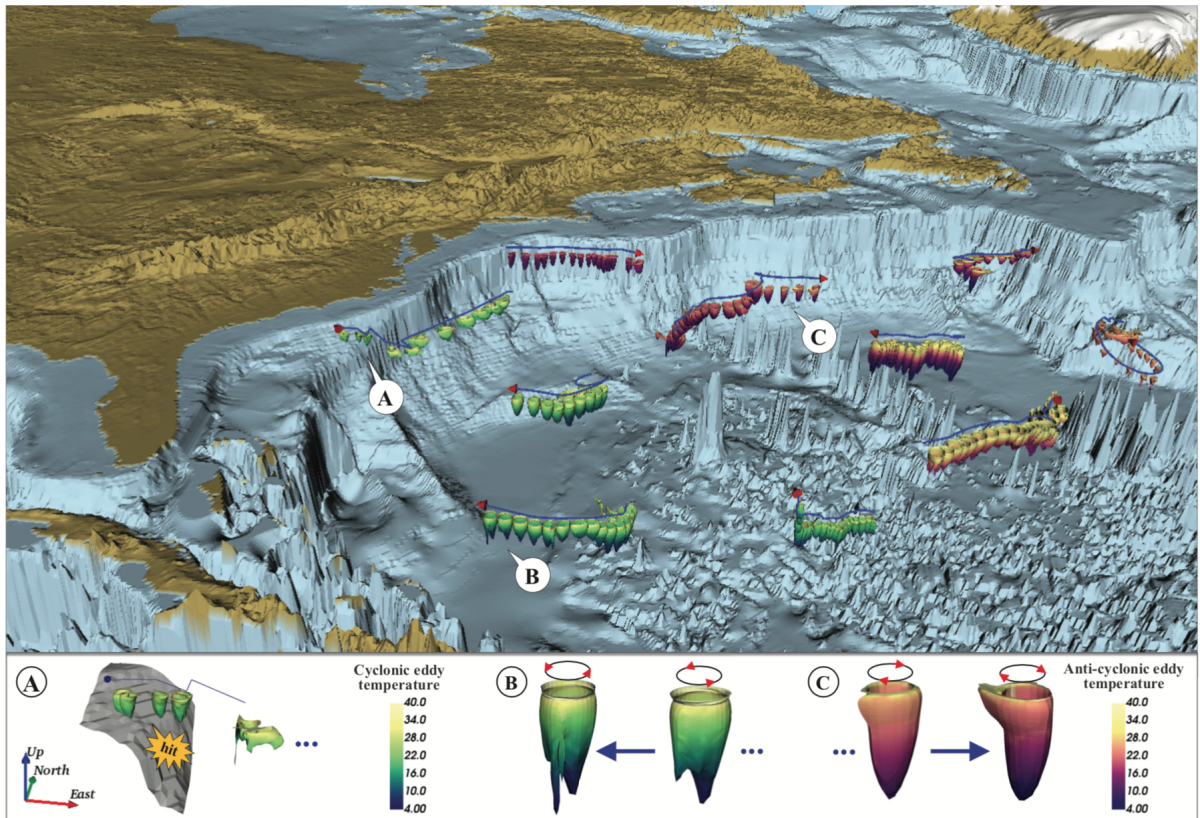 C
A
B
A
Up
North
East
hit
Cyclonic eddy
temperature
40.0
34.0
28.0
22.0
16.0
10.0
4.00
B
C
Anti-cyclonic eddy
temperature
40.0
34.0
28.0
22.0
16.0
10.0
4.00